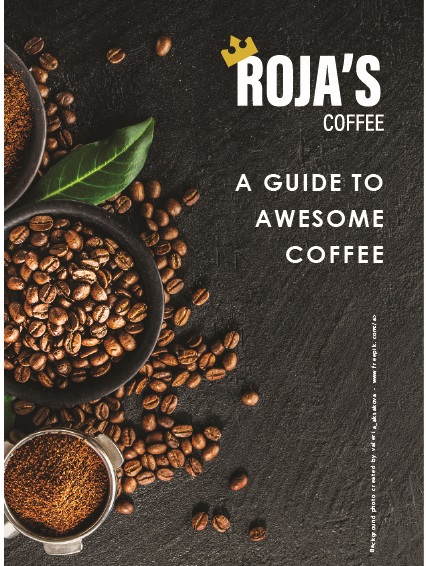 ROJA'S
COFFEE
A GUIDE TO
AWESOME
COFFEE
Background photo created by valeria_aksakova - www.freepik.com/a>